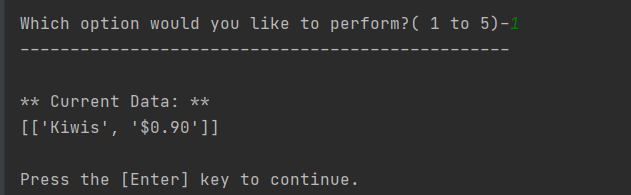 Which option would you like to perform?( 1 to 5)-1
-------------------------------------------------
** Current Data: **
[['Kiwis', '$0.90']]
Press the [Enter] key to continue.